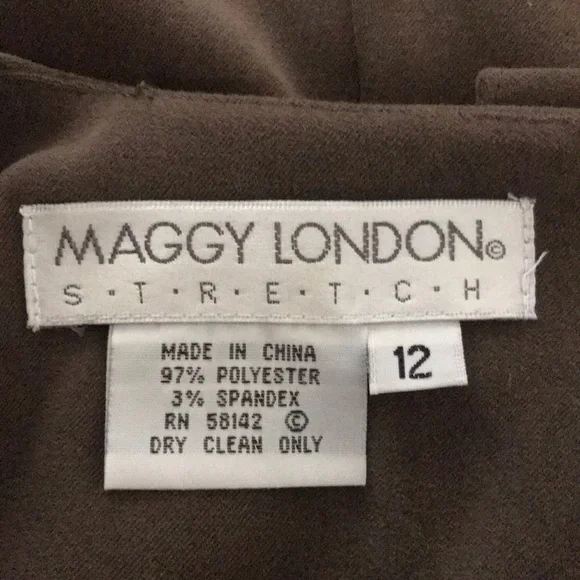 MAGGY LONDON©
S·T·R·E·T·C·H
MADE IN CHINA
97% POLYESTER
3% SPANDEX
RN 58142 ©
DRY CLEAN ONLY
12